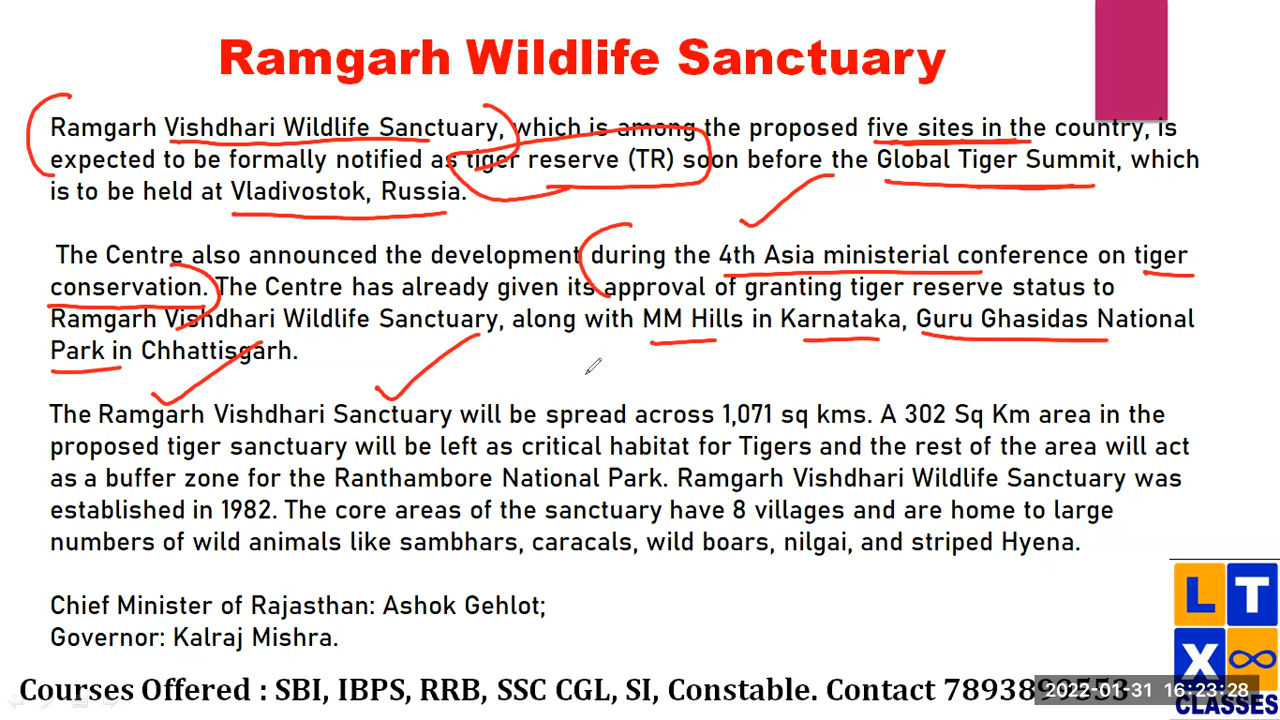 Ramgarh Wildlife Sanctuary
Ramgarh Vishdhari Wildlife Sanctuary, which is among the proposed five sites in the country, is
expected to be formally notified as tiger reserve (TR) soon before the Global Tiger Summit, which
is to be held at Vladivostok, Russia.
The Centre also announced the development during the 4th Asia ministerial conference on tiger
conservation. The Centre has already given its approval of granting tiger reserve status to
Ramgarh Vishdhari Wildlife Sanctuary, along with MM Hills in Karnataka, Guru Ghasidas National
Park in Chhattisgarh.
The Ramgarh Vishdhari Sanctuary will be spread across 1,071 sq kms. A 302 Sq Km area in the
proposed tiger sanctuary will be left as critical habitat for Tigers and the rest of the area will act
as a buffer zone for the Ranthambore National Park. Ramgarh Vishdhari Wildlife Sanctuary was
established in 1982. The core areas of the sanctuary have 8 villages and are home to large
numbers of wild animals like sambhars, caracals, wild boars, nilgai, and striped Hyena.
Chief Minister of Rajasthan: Ashok Gehlot;
Governor: Kalraj Mishra.
L T
X ∞
CLASSES
Courses Offered : SBI, IBPS, RRB, SSC CGL, SI, Constable. Contact
2022-01-31 16:23:28